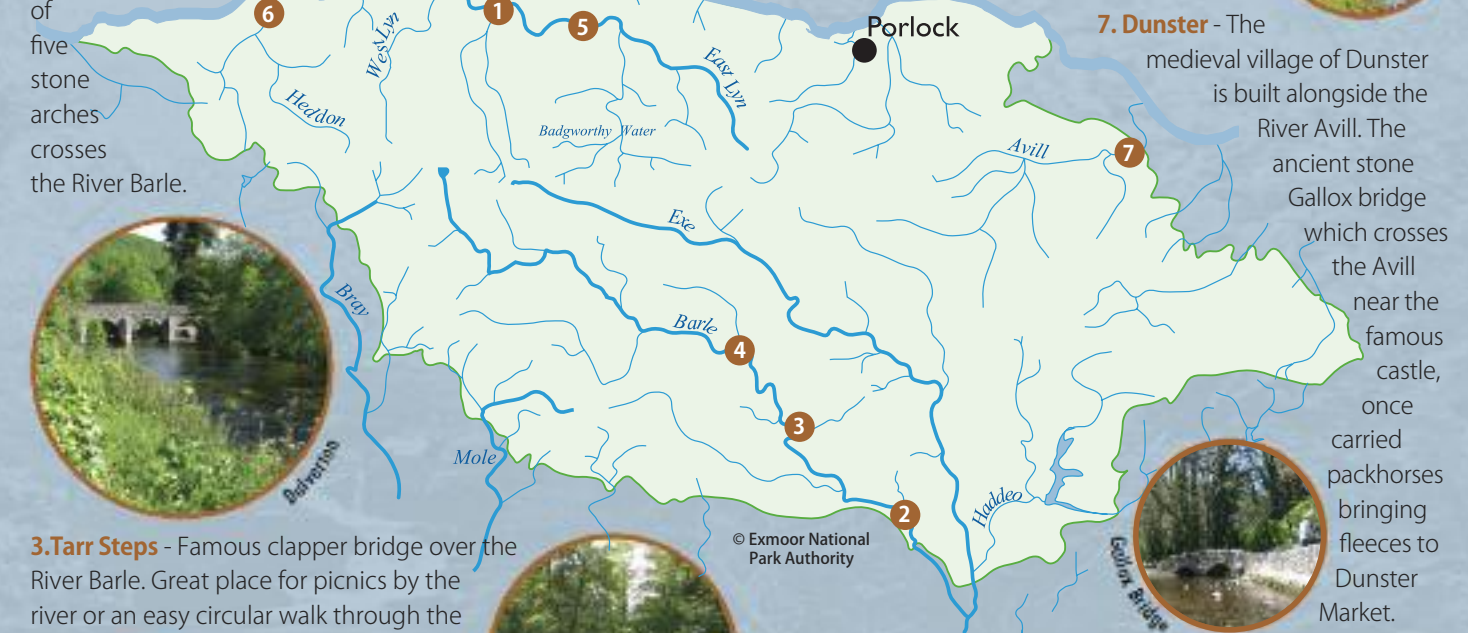 of
five
stone
arches
crosses
the River Barle.
Dulverton
3.Tarr Steps - Famous clapper bridge over the
River Barle. Great place for picnics by the
river or an easy circular walk through the
6
West Lyn
1
5
East Lyn
Porlock
Heddon
Badgworthy Water
Avill
7
Exe
Bray
Barle
4
3
Mole
2
Haddeo
© Exmoor National
Park Authority
7. Dunster - The
medieval village of Dunster
is built alongside the
River Avill. The
ancient stone
Gallox bridge
which crosses
the Avill
near the
famous
castle,
once
carried
packhorses
bringing
fleeces to
Dunster
Market.
Gallox Bridge